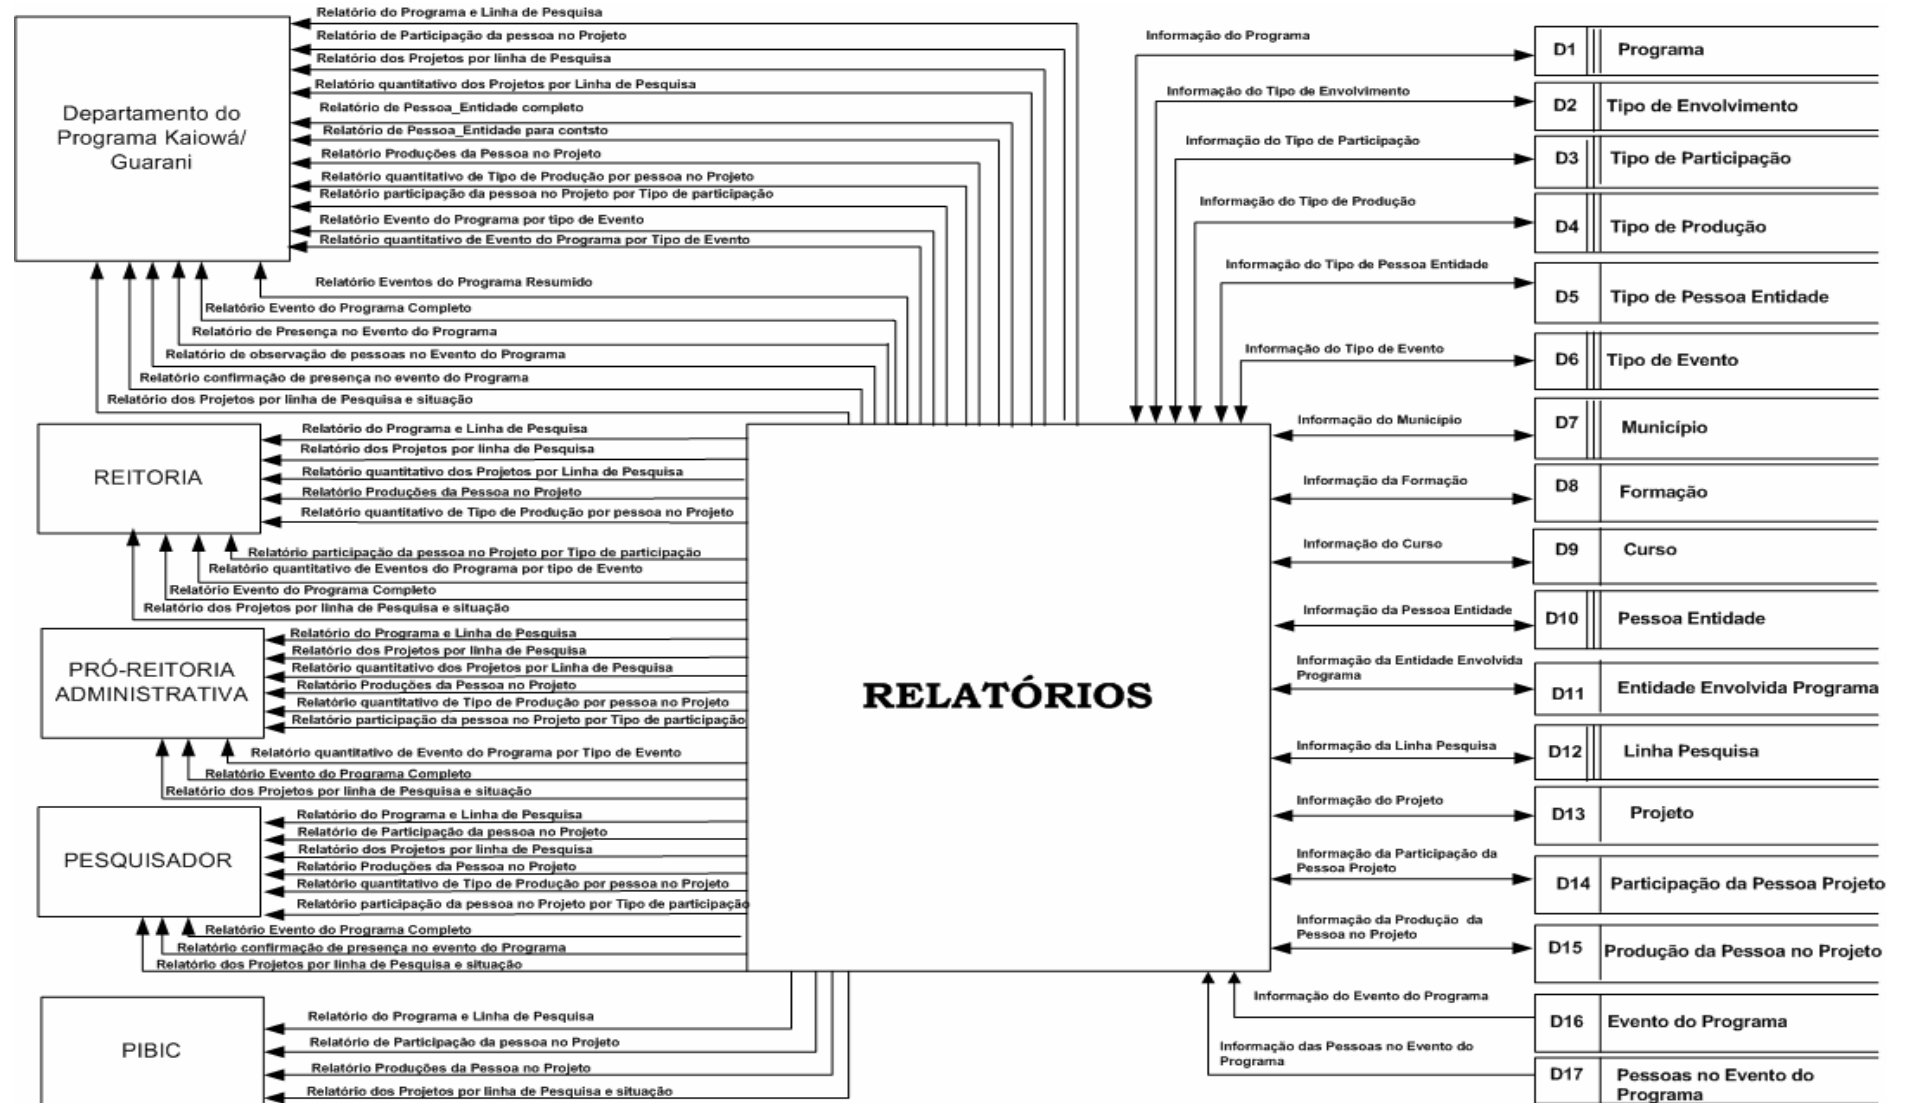 Relatório do Programa e Linha de Pesquisa
Relatório de Participação da pessoa no Projeto
Relatório dos Projetos por linha de Pesquisa
Relatório quantitativo dos Projetos por Linha de Pesquisa
Relatório de Pessoa_Entidade completo
Relatório de Pessoa_Entidade para contsto
Relatório Produções da Pessoa no Projeto
Relatório quantitativo de Tipo de Produção por pessoa no Projeto
Relatório participação da pessoa no Projeto por Tipo de participação
Relatório Evento do Programa por tipo de Evento
Relatório quantitativo de Evento do Programa por Tipo de Evento
Departamento do
Programa Kaiowá/
Guarani
Relatório Eventos do Programa Resumido
Relatório Evento do Programa Completo
Relatório de Presença no Evento do Programa
Relatório de observação de pessoas no Evento do Programa
Relatório confirmação de presença no evento do Programa
Relatório dos Projetos por linha de Pesquisa e situação
REITORIA
Relatório do Programa e Linha de Pesquisa
Relatório dos Projetos por linha de Pesquisa
Relatório quantitativo dos Projetos por Linha de Pesquisa
Relatório Produções da Pessoa no Projeto
Relatório quantitativo de Tipo de Produção por pessoa no Projeto
Relatório participação da pessoa no Projeto por Tipo de participação
Relatório quantitativo de Eventos do Programa por tipo de Evento
Relatório Evento do Programa Completo
Relatório dos Projetos por linha de Pesquisa e situação
PRÓ-REITORIA
ADMINISTRATIVA
Relatório do Programa e Linha de Pesquisa
Relatório dos Projetos por linha de Pesquisa
Relatório quantitativo dos Projetos por Linha de Pesquisa
Relatório Produções da Pessoa no Projeto
Relatório quantitativo de Tipo de Produção por pessoa no Projeto
Relatório participação da pessoa no Projeto por Tipo de participação
Relatório quantitativo de Evento do Programa por Tipo de Evento
Relatório Evento do Programa Completo
Relatório dos Projetos por linha de Pesquisa e situação
PESQUISADOR
Relatório do Programa e Linha de Pesquisa
Relatório de Participação da pessoa no Projeto
Relatório dos Projetos por linha de Pesquisa
Relatório Produções da Pessoa no Projeto
Relatório quantitativo de Tipo de Produção por pessoa no Projeto
Relatório participação da pessoa no Projeto por Tipo de participação
Relatório Evento do Programa Completo
Relatório confirmação de presença no evento do Programa
Relatório dos Projetos por linha de Pesquisa e situação
PIBIC
Relatório do Programa e Linha de Pesquisa
Relatório de Participação da pessoa no Projeto
Relatório Produções da Pessoa no Projeto
Relatório dos Projetos por linha de Pesquisa e situação
RELATÓRIOS
Informação do Programa
D1 Programa
Informação do Tipo de Envolvimento
D2 Tipo de Envolvimento
Informação do Tipo de Participação
D3 Tipo de Participação
Informação do Tipo de Produção
D4 Tipo de Produção
Informação do Tipo de Pessoa Entidade
D5 Tipo de Pessoa Entidade
Informação do Tipo de Evento
D6 Tipo de Evento
Informação do Município
D7 Município
Informação da Formação
D8 Formação
Informação do Curso
D9 Curso
Informação da Pessoa Entidade
D10 Pessoa Entidade
Informação da Entidade Envolvida
Programa
D11 Entidade Envolvida Programa
Informação da Linha Pesquisa
D12 Linha Pesquisa
Informação do Projeto
D13 Projeto
Informação da Participação da
Pessoa Projeto
D14 Participação da Pessoa Projeto
Informação da Produção da
Pessoa no Projeto
D15 Produção da Pessoa no Projeto
Informação do Evento do Programa
D16 Evento do Programa
Informação das Pessoas no Evento do
Programa
D17 Pessoas no Evento do
Programa